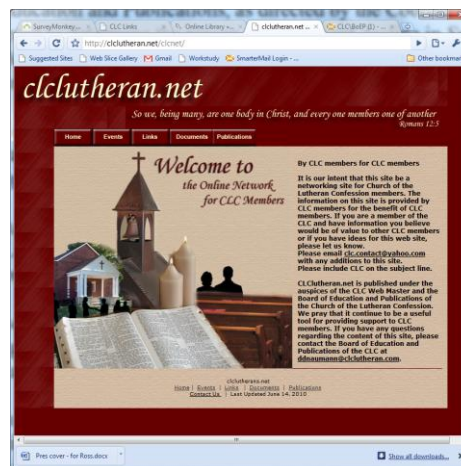 SurveyMonkey...
CLC Links
Online Library «...
clclutheran.net ...
CLC\BoEP (1) - ...
http://clclutheran.net/clcnet/
Suggested Sites
Web Slice Gallery
Gmail
Workstudy
SmarterMail Login - ...
Other bookmar
clclutheran.net
So we, being many, are one body in Christ, and every one members one of another
Romans 12:5
Home
Events
Links
Documents
Publications
Welcome to
the Online Network
for CLC Members
By CLC members for CLC members
It is our intent that this site be a
networking site for Church of the
Lutheran Confession members. The
information on this site is provided by
CLC members for the benefit of CLC
members. If you are a member of the
CLC and have information you believe
would be of value to other CLC members
or if you have ideas for this web site,
please let us know.
Please email clc.contact@yahoo.com
with any additions to this site.
Please include CLC on the subject line.
CLClutheran.net is published under the
auspices of the CLC Web Master and the
Board of Education and Publications of
the Church of the Lutheran Confession.
We pray that it continue to be a useful
tool for providing support to CLC
members. If you have any questions
regarding the content of this site, please
contact the Board of Education and
Publications of the CLC at
ddnaumann@clclutheran.com.
clclutherans.net
Home | Events | Links | Documents | Publications
Contact Us | Last Updated June 14, 2010
Pres cover - for Ross.docx
Show all downloads...